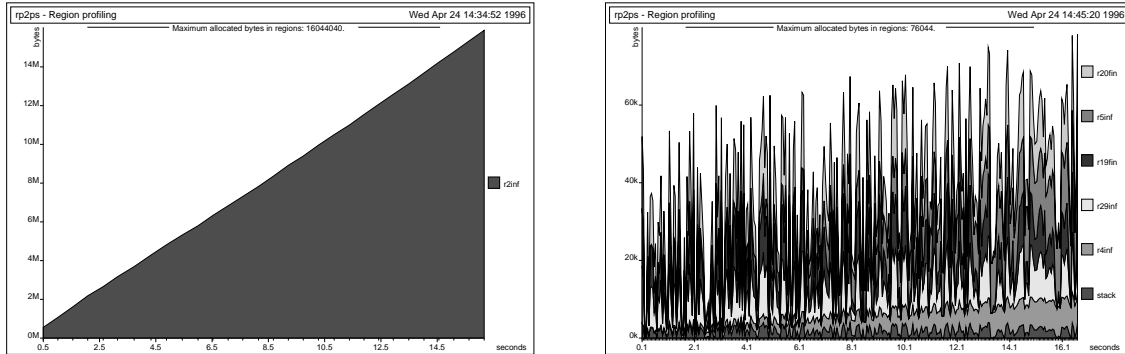 rp2ps - Region profiling Wed Apr 24 14:34:52 1996
Maximum allocated bytes in regions: 16044040.
bytes
14M
12M
10M
8M
6M
4M
2M
0M
0.5 2.5 4.5 6.5 8.5 10.5 12.5 14.5 seconds
r2inf
rp2ps - Region profiling Wed Apr 24 14:45:20 1996
Maximum allocated bytes in regions: 76044.
bytes
60k
40k
20k
0k
0.1 2.1 4.1 6.1 8.1 10.1 12.1 14.1 16.1 seconds
r20fin
r5inf
r19fin
r29inf
r4inf
stack